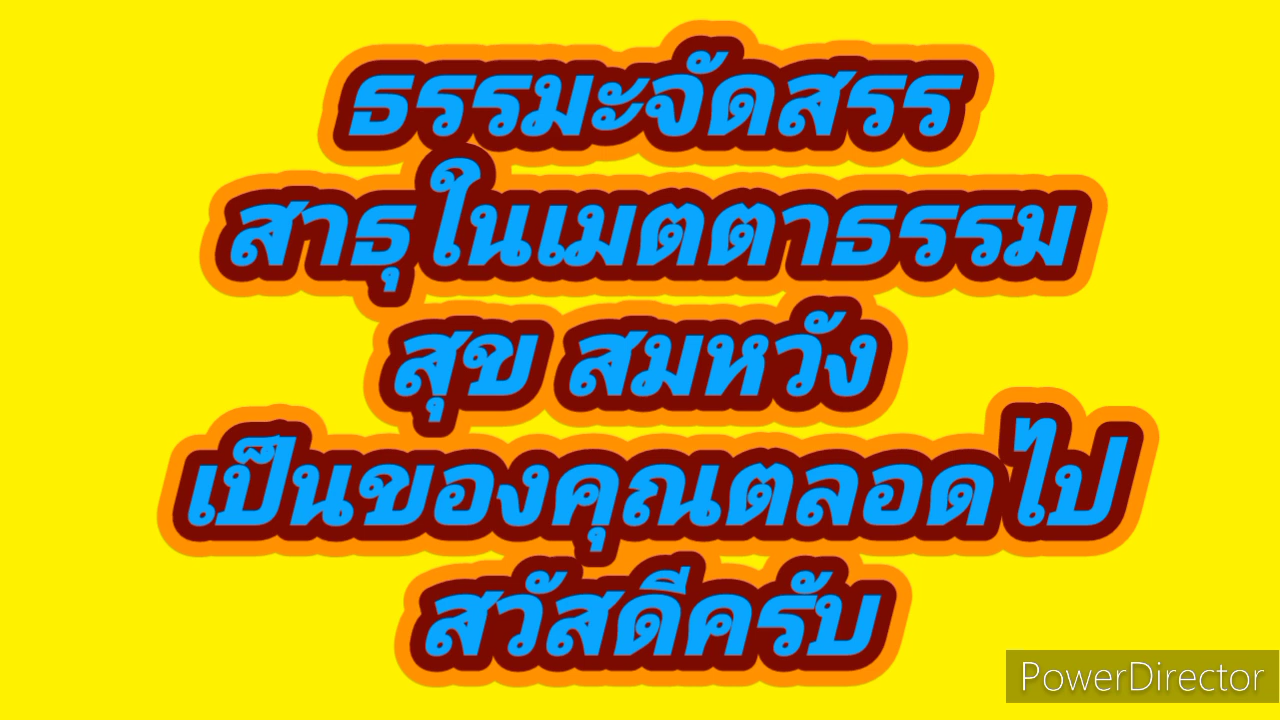 ธรรมะจัดสรร
สาธุในเมตตาธรรม
สุข สมหวัง
เป็นของคุณตลอดไป
สวัสดีครับ
PowerDirector